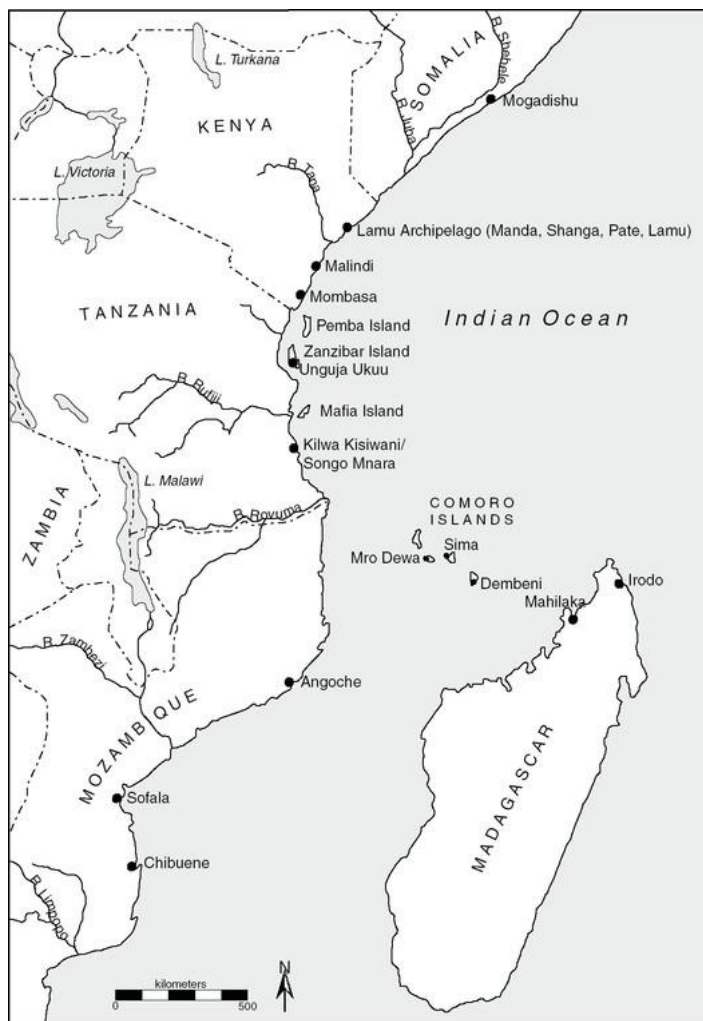 L. Turkana
SOMALIA
R. Shebele
KENYA
R. Juba
Mogadishu
L. Victoria
R. Tana
Lamu Archipelago (Manda, Shanga, Pate, Lamu)
Malindi
Mombasa
TANZANIA
Pemba Island
Indian Ocean
Zanzibar Island
Unguja Ukuu
R. Rufiji
Mafia Island
Kilwa Kisiwani/
Songo Mnara
L. Malawi
ZAMBIA
R. Rovuma
COMORO
ISLANDS
Sima
Mro Dewa
Dembeni
Irodo
Mahilaka
R. Zambezi
Angoche
MOZAMBIQUE
MADAGASCAR
Sofala
Chibuene
R. Limpopo
kilometers
0 500
N